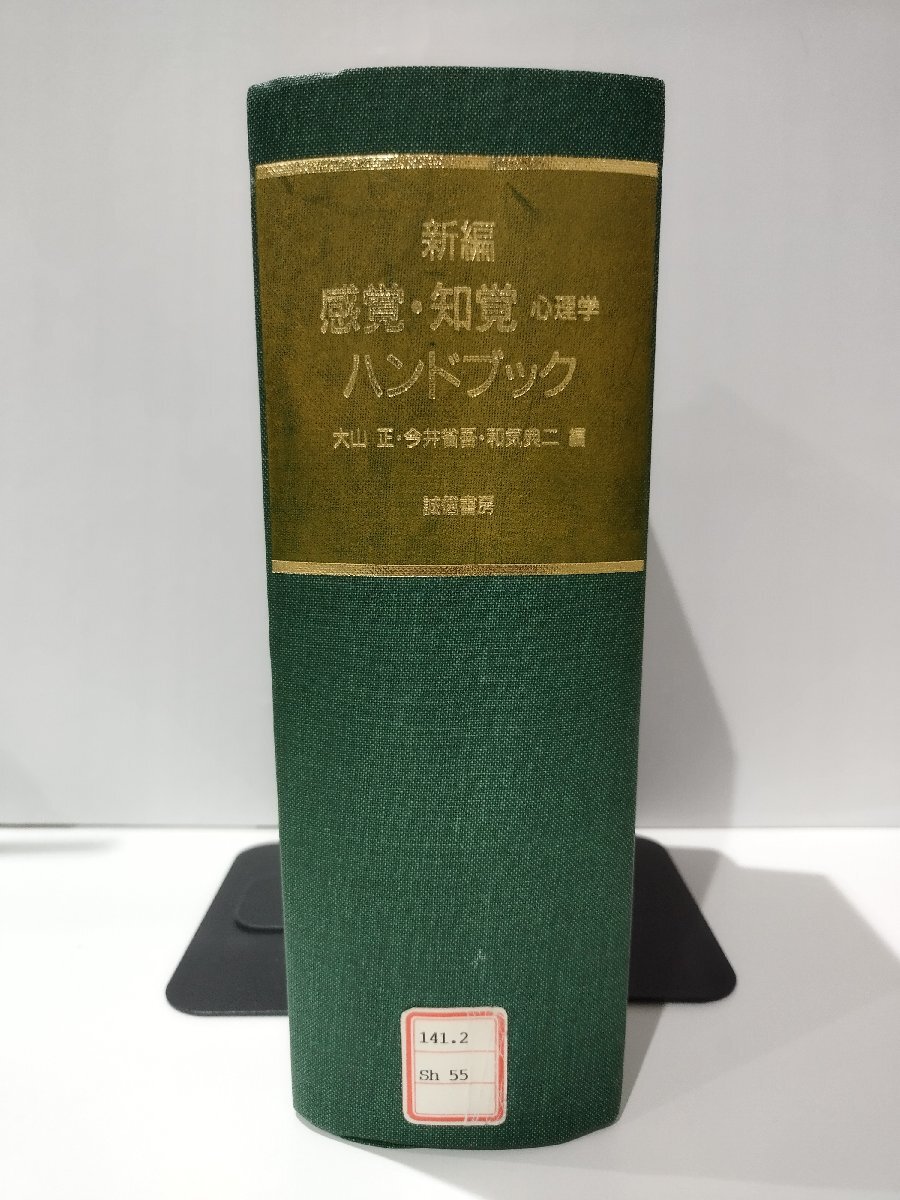 新編
感覚・知覚 心理学
ハンドブック
大山 正・今井省吾・和気典二 編
誠信書房
141.2
Sh 55